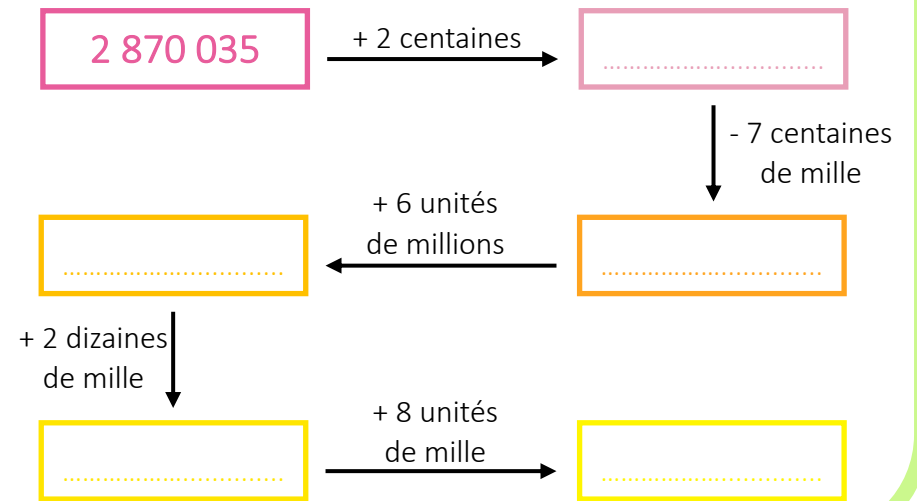 2 870 035
+ 2 centaines
..................................
- 7 centaines
de mille
..................................
+ 6 unités
de millions
..................................
+ 2 dizaines
de mille
..................................
+ 8 unités
de mille
..................................